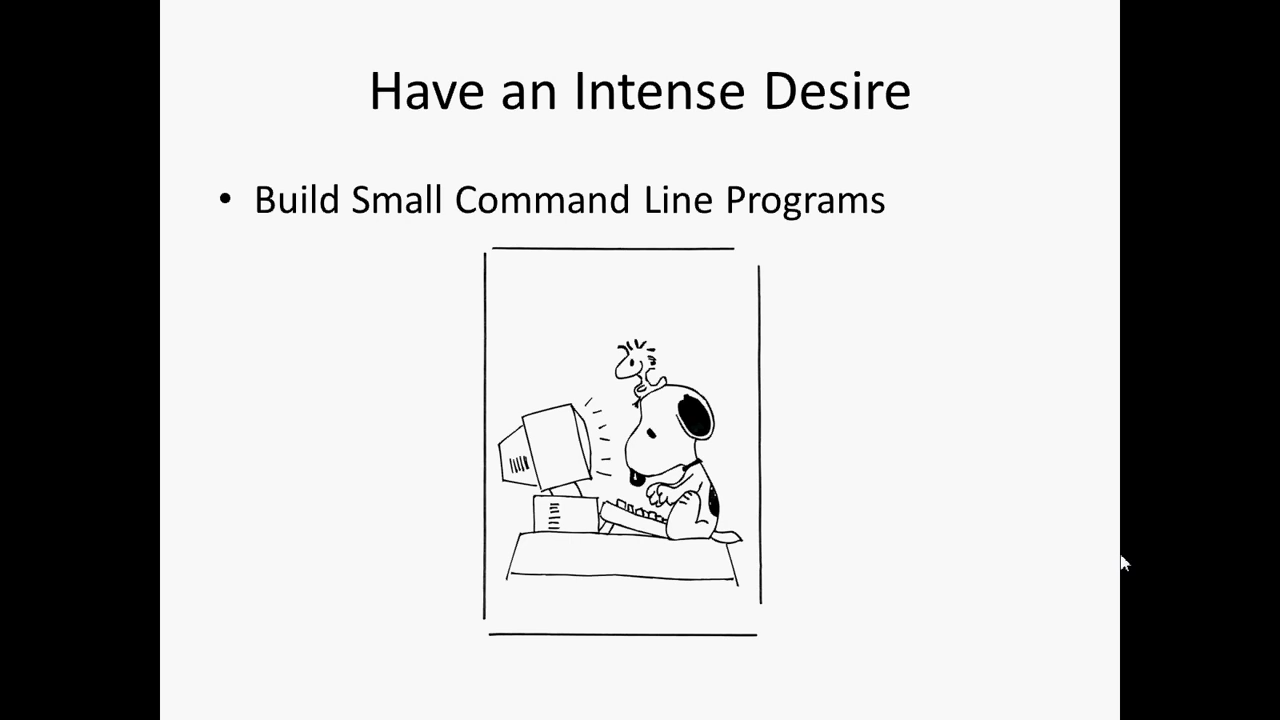 Have an Intense Desire
• Build Small Command Line Programs